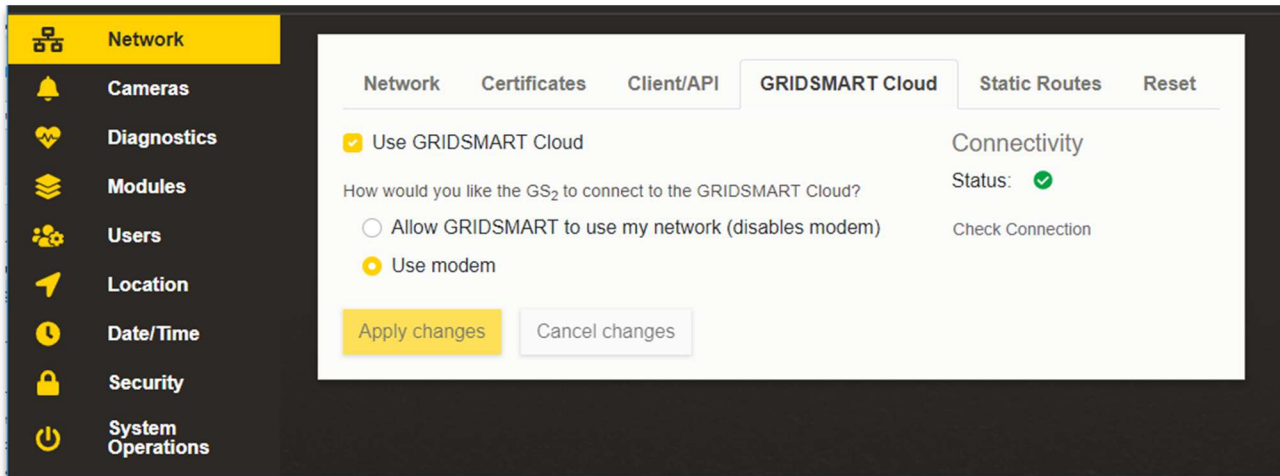 Network
Cameras
Diagnostics
Modules
Users
Location
Date/Time
Security
System
Operations
Network Certificates Client/API GRIDSMART Cloud Static Routes Reset
Use GRIDSMART Cloud
How would you like the GS2 to connect to the GRIDSMART Cloud?
Allow GRIDSMART to use my network (disables modem)
Use modem
Apply changes Cancel changes
Connectivity
Status:
Check Connection